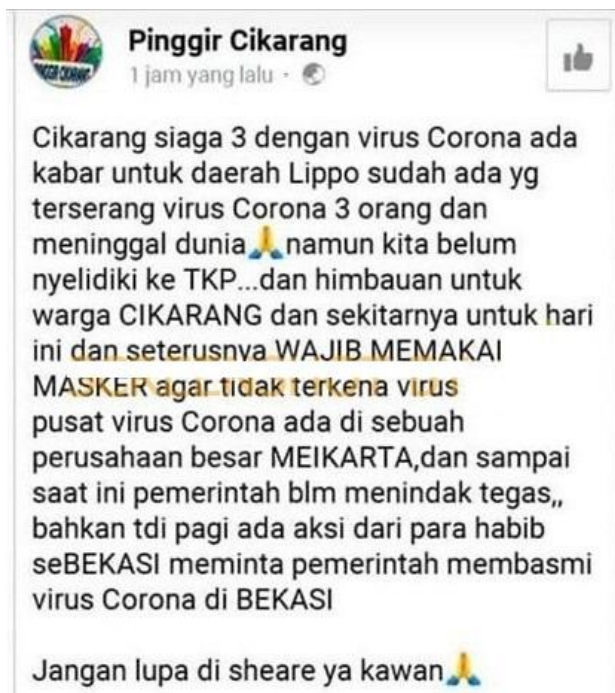 Pinggir Cikarang
1 jam yang lalu ·
Cikarang siaga 3 dengan virus Corona ada
kabar untuk daerah Lippo sudah ada yg
terserang virus Corona 3 orang dan
meninggal dunia🙏namun kita belum
nyelidiki ke TKP...dan himbauan untuk
warga CIKARANG dan sekitarnya untuk hari
ini dan seterusnya WAJIB MEMAKAI
MASKER agar tidak terkena virus
pusat virus Corona ada di sebuah
perusahaan besar MEIKARTA,dan sampai
saat ini pemerintah blm menindak tegas,,
bahkan tdi pagi ada aksi dari para habib
seBEKASI meminta pemerintah membasmi
virus Corona di BEKASI
Jangan lupa di sheare ya kawan🙏